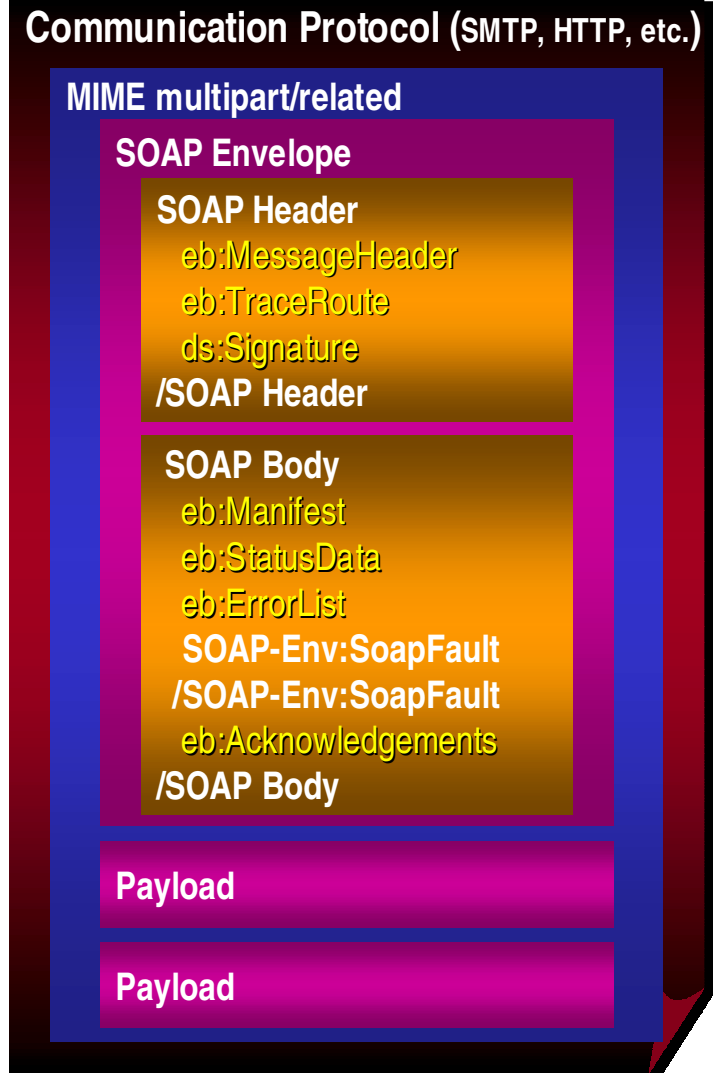 Communication Protocol (SMTP, HTTP, etc.)
MIME multipart/related
SOAP Envelope
SOAP Header
eb:MessageHeader
eb:TraceRoute
ds:Signature
/SOAP Header
SOAP Body
eb:Manifest
eb:StatusData
eb:ErrorList
SOAP-Env:SoapFault
/SOAP-Env:SoapFault
eb:Acknowledgements
/SOAP Body
Payload
Payload